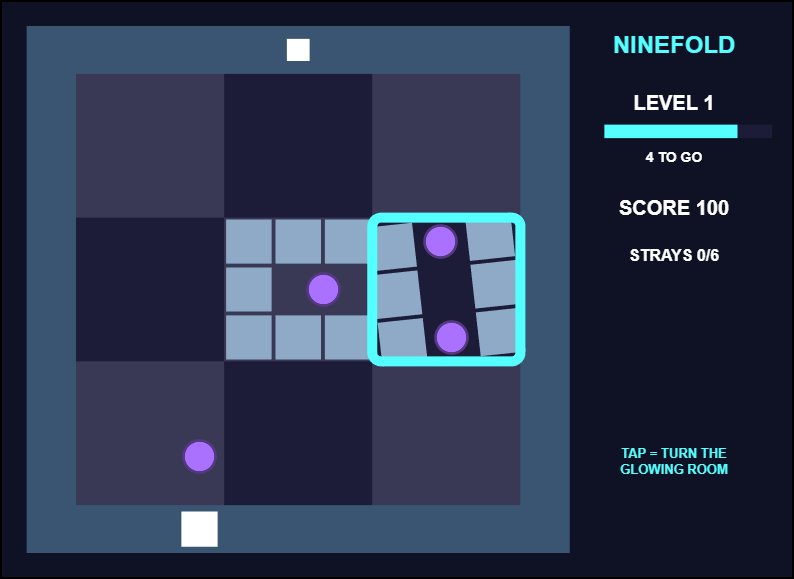 NINEFOLD
LEVEL 1
4 TO GO
SCORE 100
STRAYS 0/6
TAP = TURN THE
GLOWING ROOM